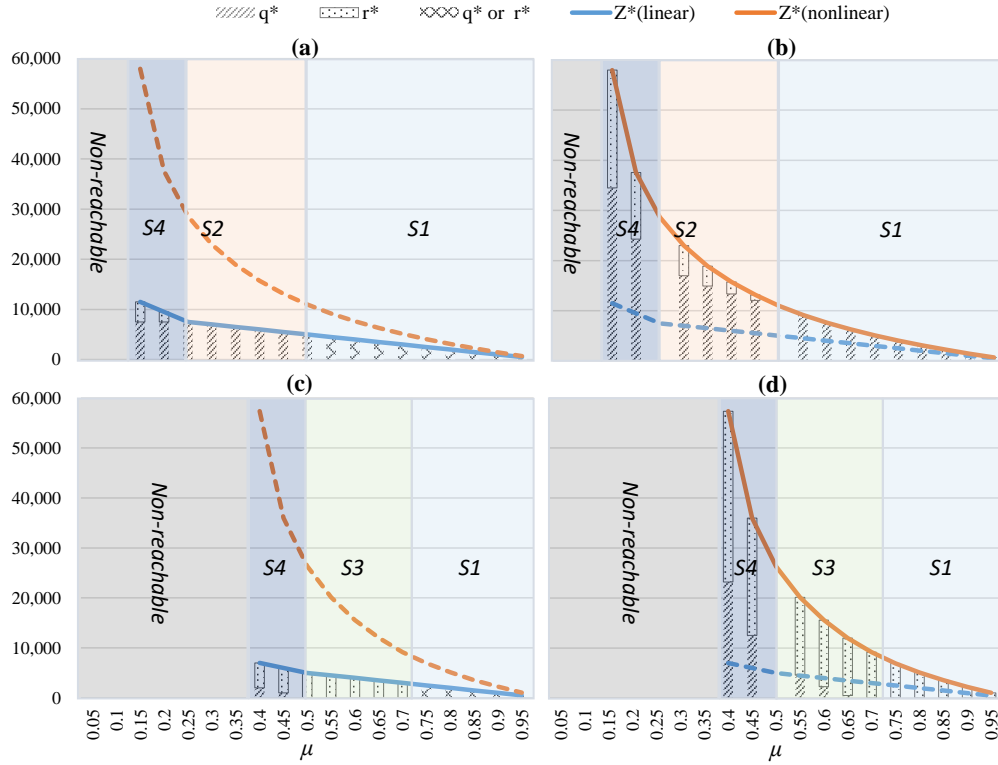 q* r* q* or r* Z*(linear) Z*(nonlinear)
(a) (b)
60,000
50,000
40,000
30,000
20,000
10,000
0
Non-reachable
S4
S2
S1
Non-reachable
S4
S2
S1
(c) (d)
60,000
50,000
40,000
30,000
20,000
10,000
0
Non-reachable
S4
S3
S1
Non-reachable
S4
S3
S1
0.05 0.1 0.15 0.2 0.25 0.3 0.35 0.4 0.45 0.5 0.55 0.6 0.65 0.7 0.75 0.8 0.85 0.9 0.95
μ
0.05 0.1 0.15 0.2 0.25 0.3 0.35 0.4 0.45 0.5 0.55 0.6 0.65 0.7 0.75 0.8 0.85 0.9 0.95
μ